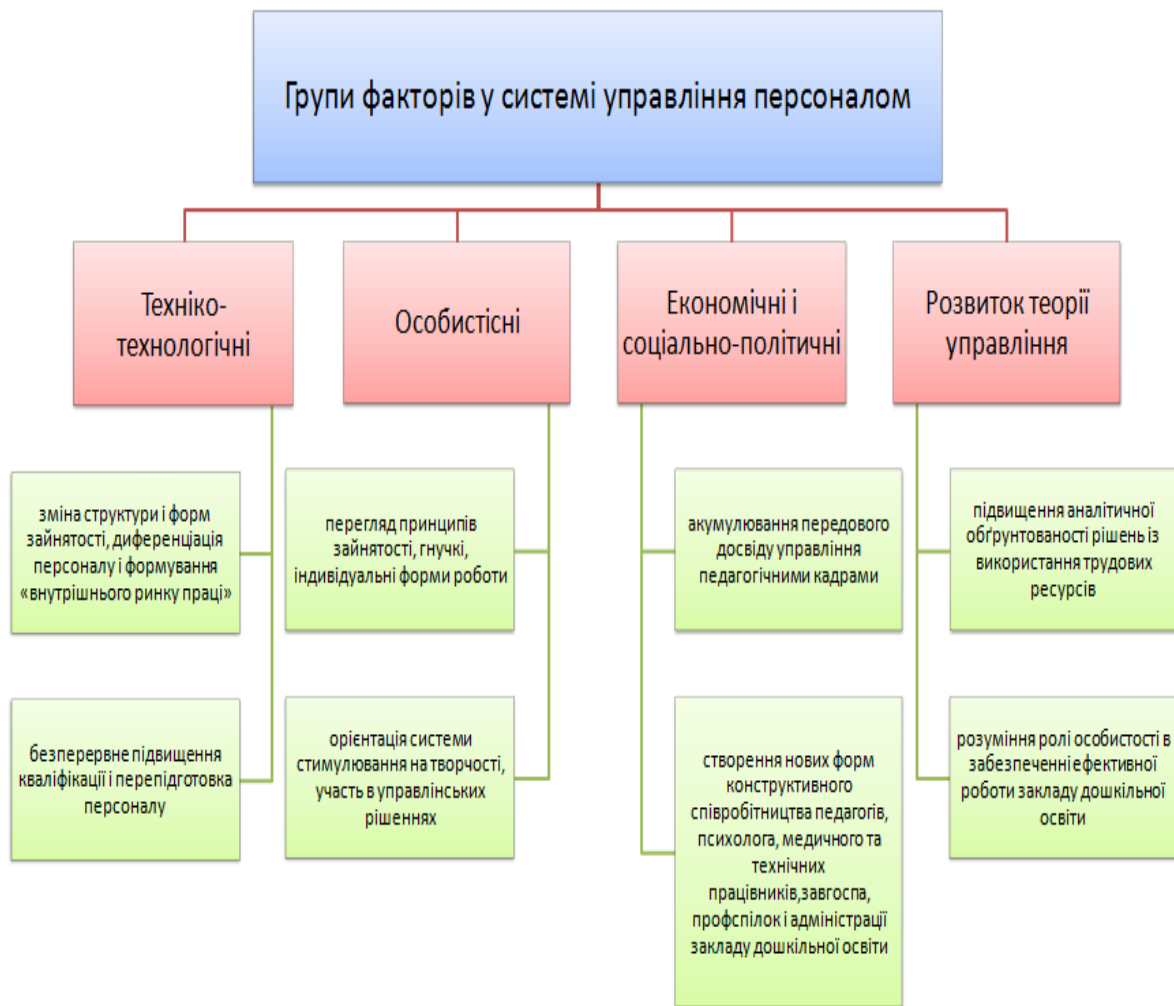 Групи факторів у системі управління персоналом
Техніко-
технологічні
Особистісні
Економічні і
соціально-політичні
Розвиток теорії
управління
зміна структури і форм
зайнятості, диференціація
персоналу і формування
«внутрішнього ринку праці»
перегляд принципів
зайнятості, гнучкі,
індивідуальні форми роботи
акумулювання передового
досвіду управління
педагогічними кадрами
підвищення аналітичної
обґрунтованості рішень із
використання трудових
ресурсів
безперервне підвищення
кваліфікації і перепідготовка
персоналу
орієнтація системи
стимулювання на творчості,
участь в управлінських
рішеннях
створення нових форм
конструктивного
співробітництва педагогів,
психолога, медичного та
технічних
працівників,завгоспа,
профспілок і адміністрації
закладу дошкільної освіти
розуміння ролі особистості в
забезпеченні ефективної
роботи закладу дошкільної
освіти